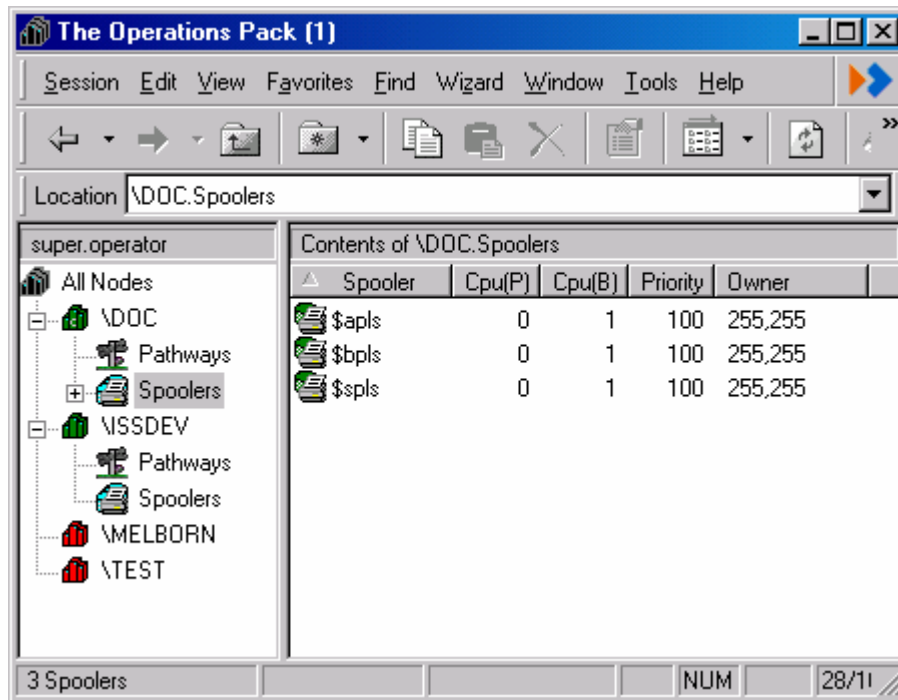 The Operations Pack (1)
Session Edit View Favorites Find Wizard Window Tools Help
Location \DOC.Spoolers
super.operator
All Nodes
\DOC
Pathways
Spoolers
\ISSDEV
Pathways
Spoolers
\MELBORN
\TEST
Contents of \DOC.Spoolers
Spooler Cpu(P) Cpu(B) Priority Owner
$apls 0 1 100 255,255
$bpls 0 1 100 255,255
$spls 0 1 100 255,255
3 Spoolers NUM